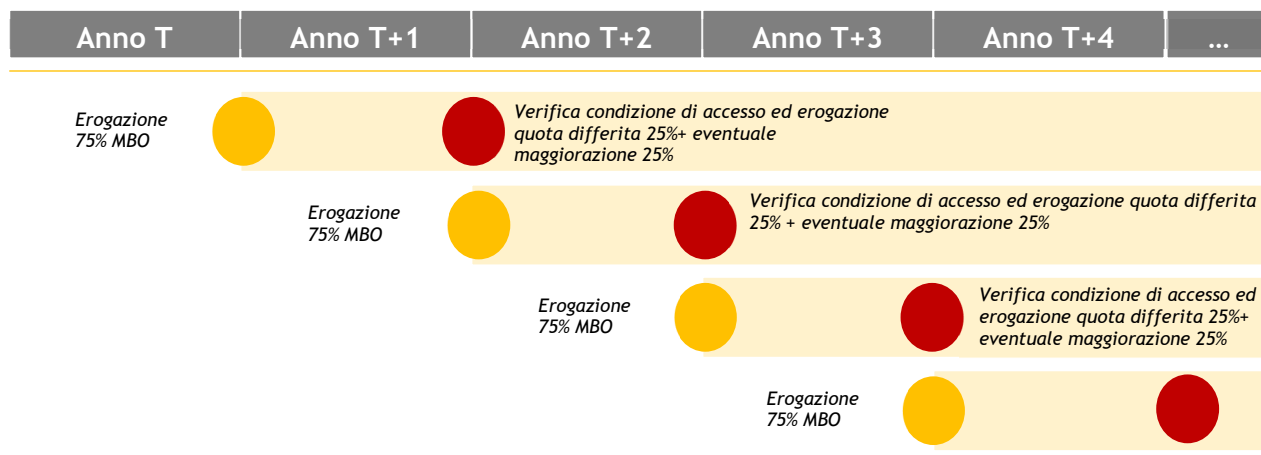 Anno T
Anno T+1
Anno T+2
Anno T+3
Anno T+4
…
Erogazione
75% MBO
Verifica condizione di accesso ed erogazione
quota differita 25%+ eventuale
maggiorazione 25%
Erogazione
75% MBO
Verifica condizione di accesso ed erogazione quota differita
25% + eventuale maggiorazione 25%
Erogazione
75% MBO
Verifica condizione di accesso ed
erogazione quota differita 25%+
eventuale maggiorazione 25%
Erogazione
75% MBO